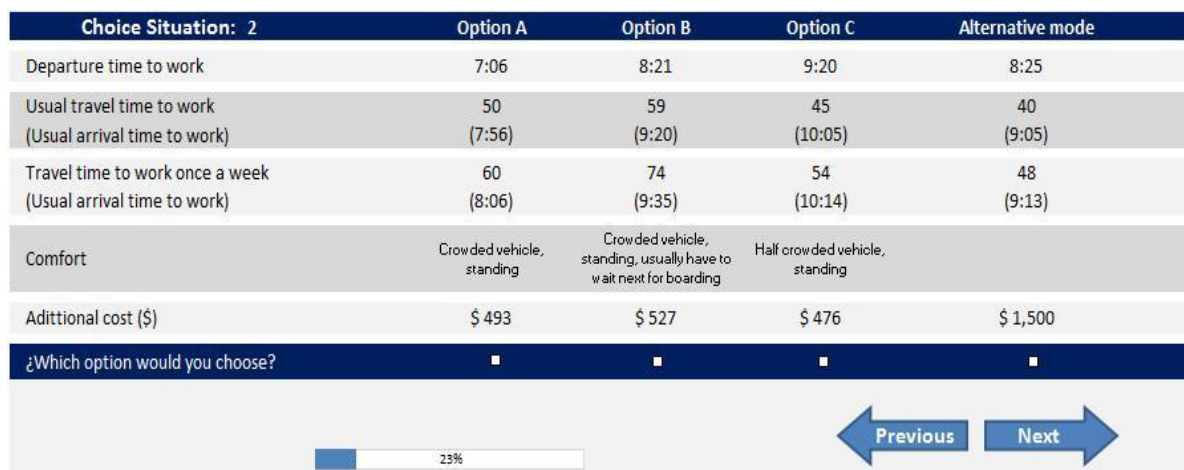 Choice Situation: 2 Option A Option B Option C Alternative mode
Departure time to work 7:06 8:21 9:20 8:25
Usual travel time to work 50 59 45 40
(Usual arrival time to work) (7:56) (9:20) (10:05) (9:05)
Travel time to work once a week 60 74 54 48
(Usual arrival time to work) (8:06) (9:35) (10:14) (9:13)
Comfort
Crowded vehicle,
standing
Crowded vehicle,
standing, usually have to
wait next for boarding
Half crowded vehicle,
standing
Adittional cost ($) $ 493 $ 527 $ 476 $ 1,500
¿Which option would you choose?
Previous Next
23%